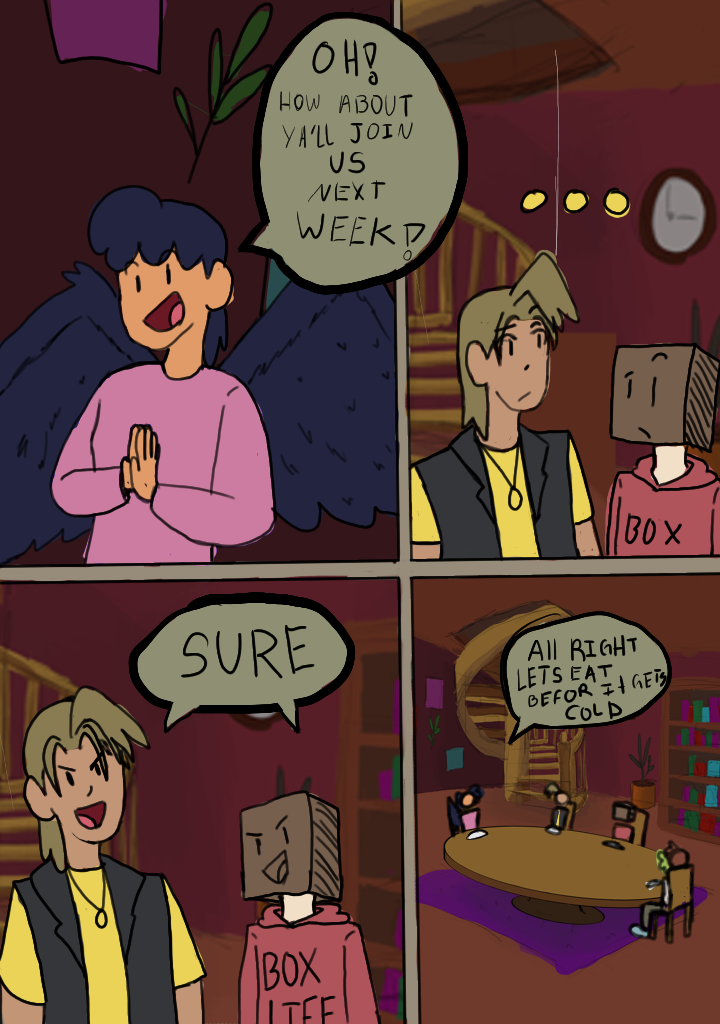 OH!
HOW ABOUT
YA'LL JOIN
US
NEXT
WEEK!
BOX
SURE
BOX
LIFE
All RIGHT
LETS EAT
BEFOR It GETS
COLD